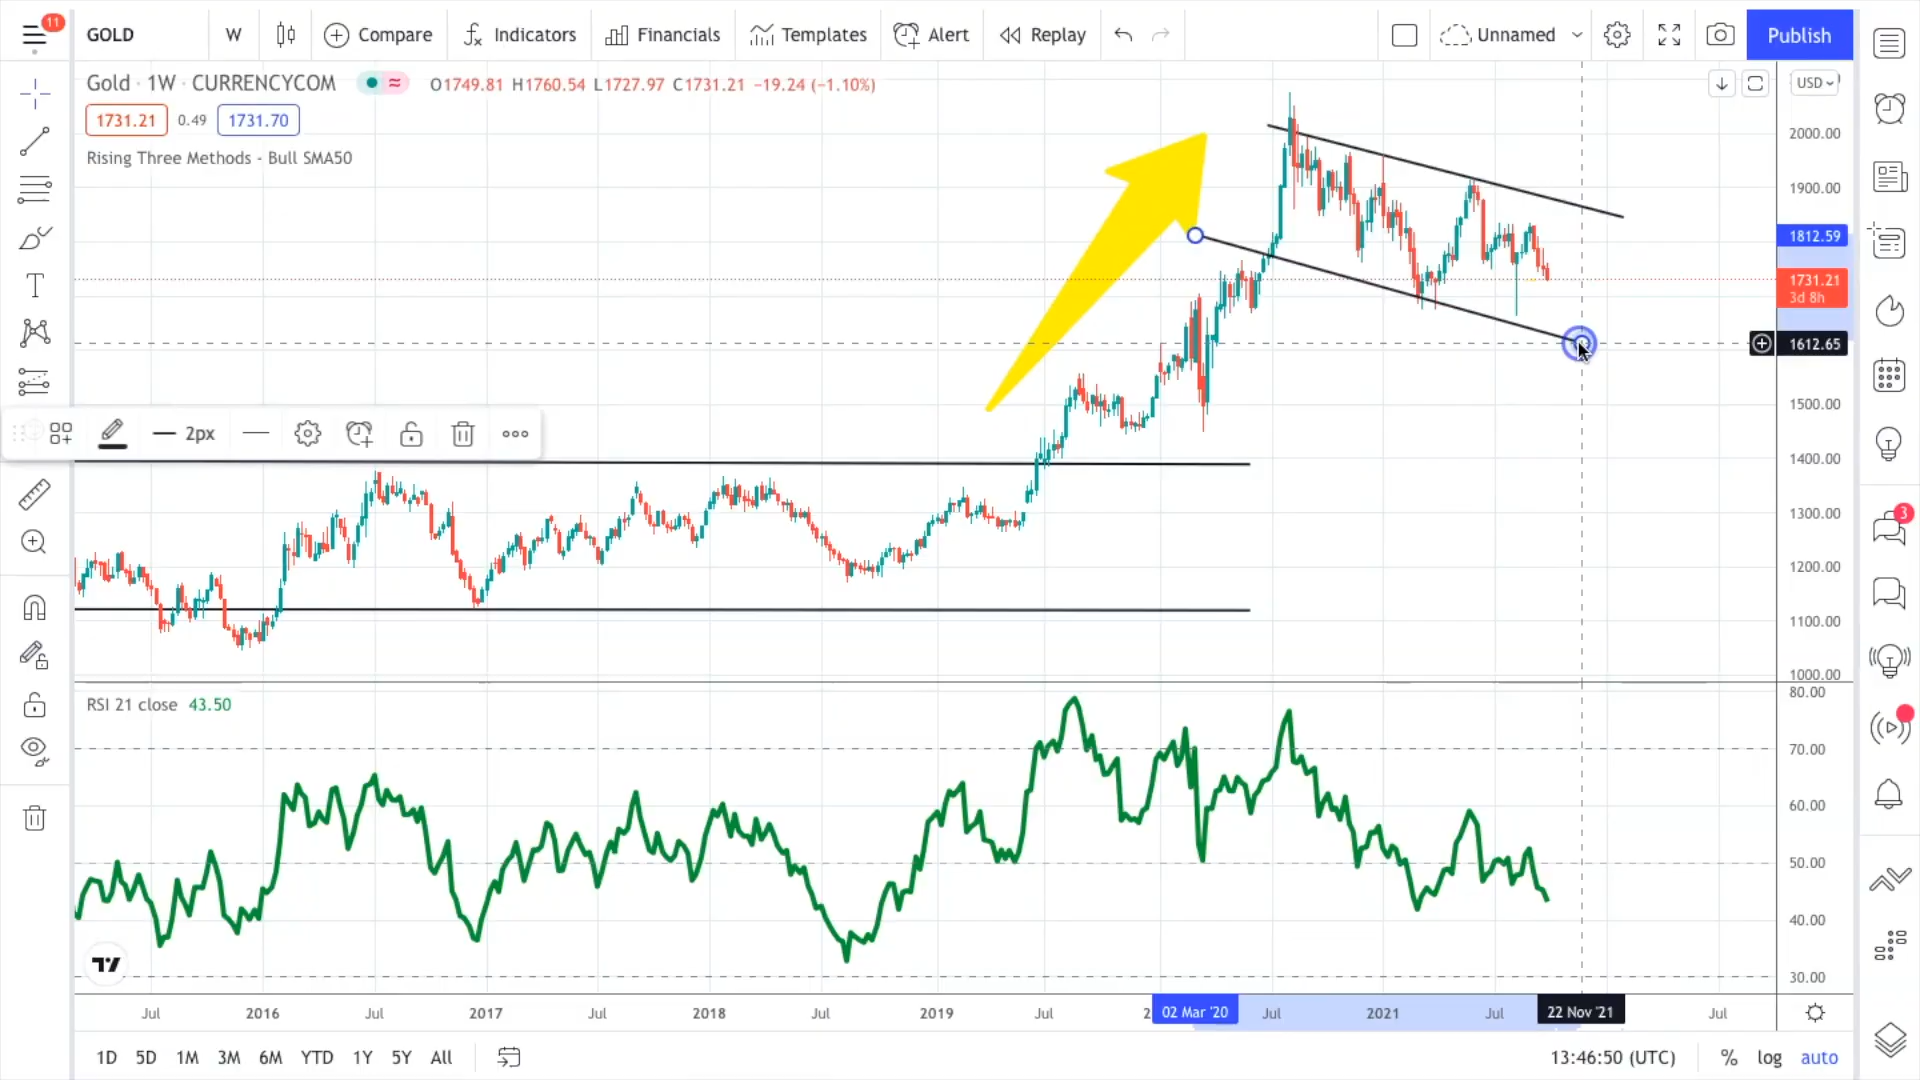 11
GOLD W Compare Indicators Financials Templates Alert Replay Unnamed Publish
Gold · 1W · CURRENCYCOM O1749.81 H1760.54 L1727.97 C1731.21 −19.24 (−1.10%) USD
1731.21 0.49 1731.70
Rising Three Methods - Bull SMA50
2000.00
1900.00
1812.59
1731.21
3d 8h
1612.65
1500.00
2px
1400.00
1300.00
1200.00
1100.00
1000.00
3
RSI 21 close 43.50
80.00
70.00
60.00
50.00
40.00
30.00
Jul 2016 Jul 2017 Jul 2018 Jul 2019 Jul 2 02 Mar '20 Jul 2021 Jul 22 Nov '21 Jul
1D 5D 1M 3M 6M YTD 1Y 5Y All 13:46:50 (UTC) % log auto